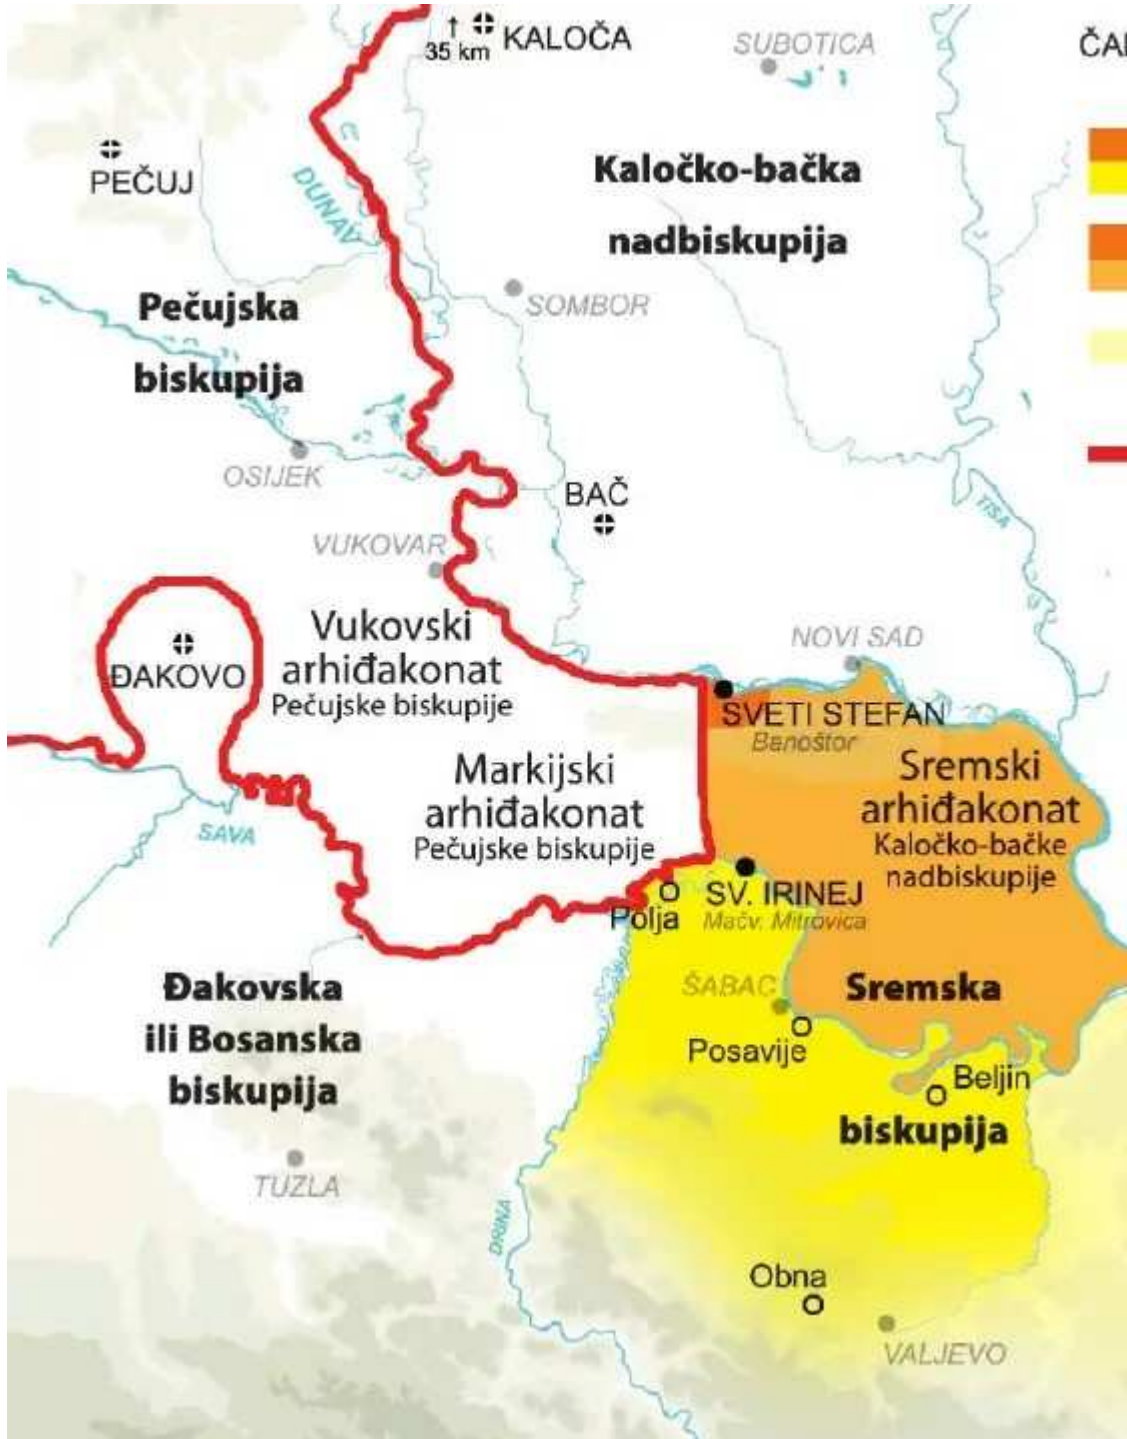 ↑
35 km
KALOČA
SUBOTICA
PEČUJ
DUNAV
Kaločko-bačka
nadbiskupija
Pečujska
biskupija
SOMBOR
OSIJEK
BAČ
TISA
VUKOVAR
Vukovski
arhiđakonat
Pečujske biskupije
ĐAKOVO
NOVI SAD
SVETI STEFAN
Banoštor
Markijski
arhiđakonat
Pečujske biskupije
Sremski
arhiđakonat
Kaločko-bačke
nadbiskupije
SAVA
SV. IRINEJ
Mačv. Mitrovica
Polja
Đakovska
ili Bosanska
biskupija
ŠABAC
Sremska
Posavije
Beljin
biskupija
TUZLA
DRINA
Obna
VALJEVO